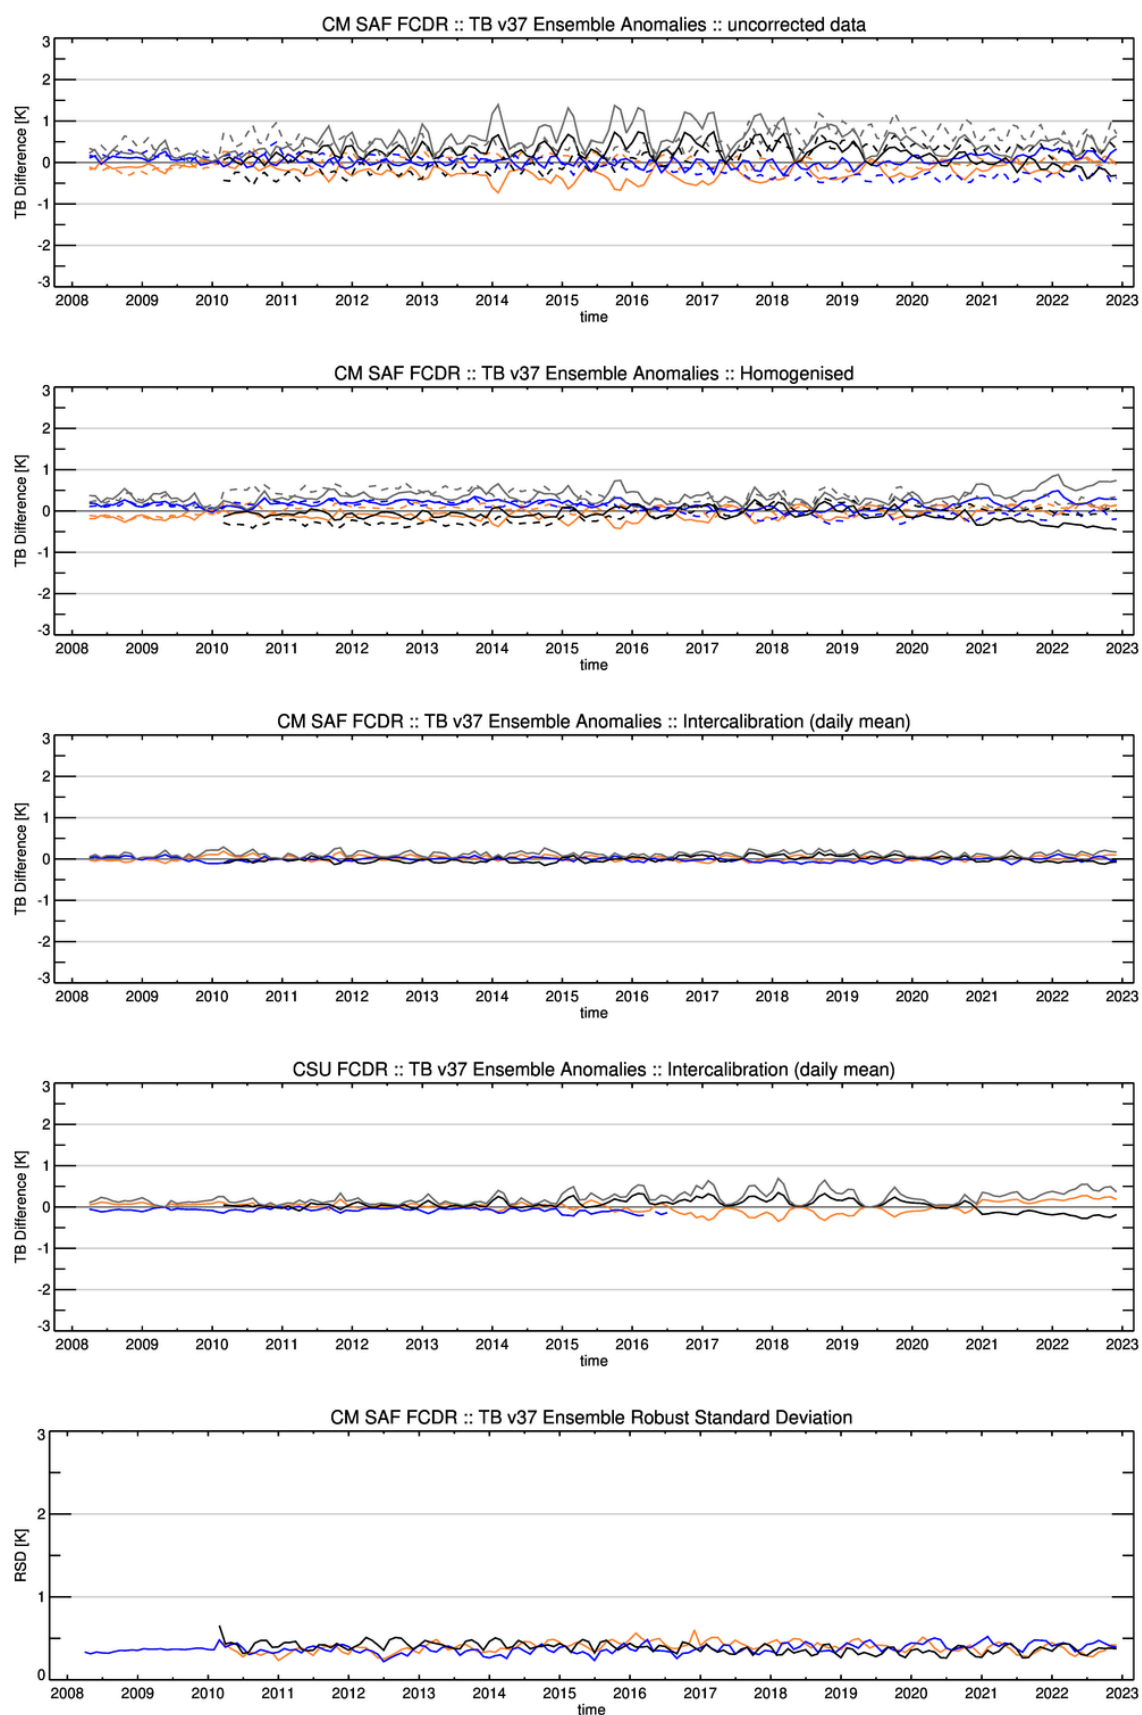 CM SAF FCDR :: TB v37 Ensemble Anomalies :: uncorrected data
3
2
1
0
-1
-2
-3
TB Difference [K]
2008 2009 2010 2011 2012 2013 2014 2015 2016 2017 2018 2019 2020 2021 2022 2023
time
CM SAF FCDR :: TB v37 Ensemble Anomalies :: Homogenised
3
2
1
0
-1
-2
-3
TB Difference [K]
2008 2009 2010 2011 2012 2013 2014 2015 2016 2017 2018 2019 2020 2021 2022 2023
time
CM SAF FCDR :: TB v37 Ensemble Anomalies :: Intercalibration (daily mean)
3
2
1
0
-1
-2
-3
TB Difference [K]
2008 2009 2010 2011 2012 2013 2014 2015 2016 2017 2018 2019 2020 2021 2022 2023
time
CSU FCDR :: TB v37 Ensemble Anomalies :: Intercalibration (daily mean)
3
2
1
0
-1
-2
-3
TB Difference [K]
2008 2009 2010 2011 2012 2013 2014 2015 2016 2017 2018 2019 2020 2021 2022 2023
time
CM SAF FCDR :: TB v37 Ensemble Robust Standard Deviation
3
2
1
0
RSD [K]
2008 2009 2010 2011 2012 2013 2014 2015 2016 2017 2018 2019 2020 2021 2022 2023
time